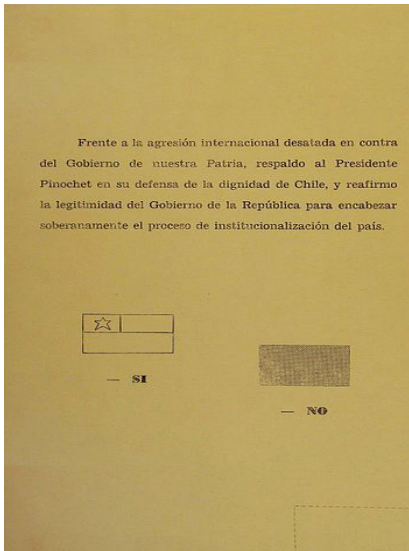 Frente a la agresión internacional desatada en contra
del Gobierno de nuestra Patria, respaldo al Presidente
Pinochet en su defensa de la dignidad de Chile, y reafirmo
la legitimidad del Gobierno de la República para encabezar
soberanamente el proceso de institucionalización del país.
— SI
— NO